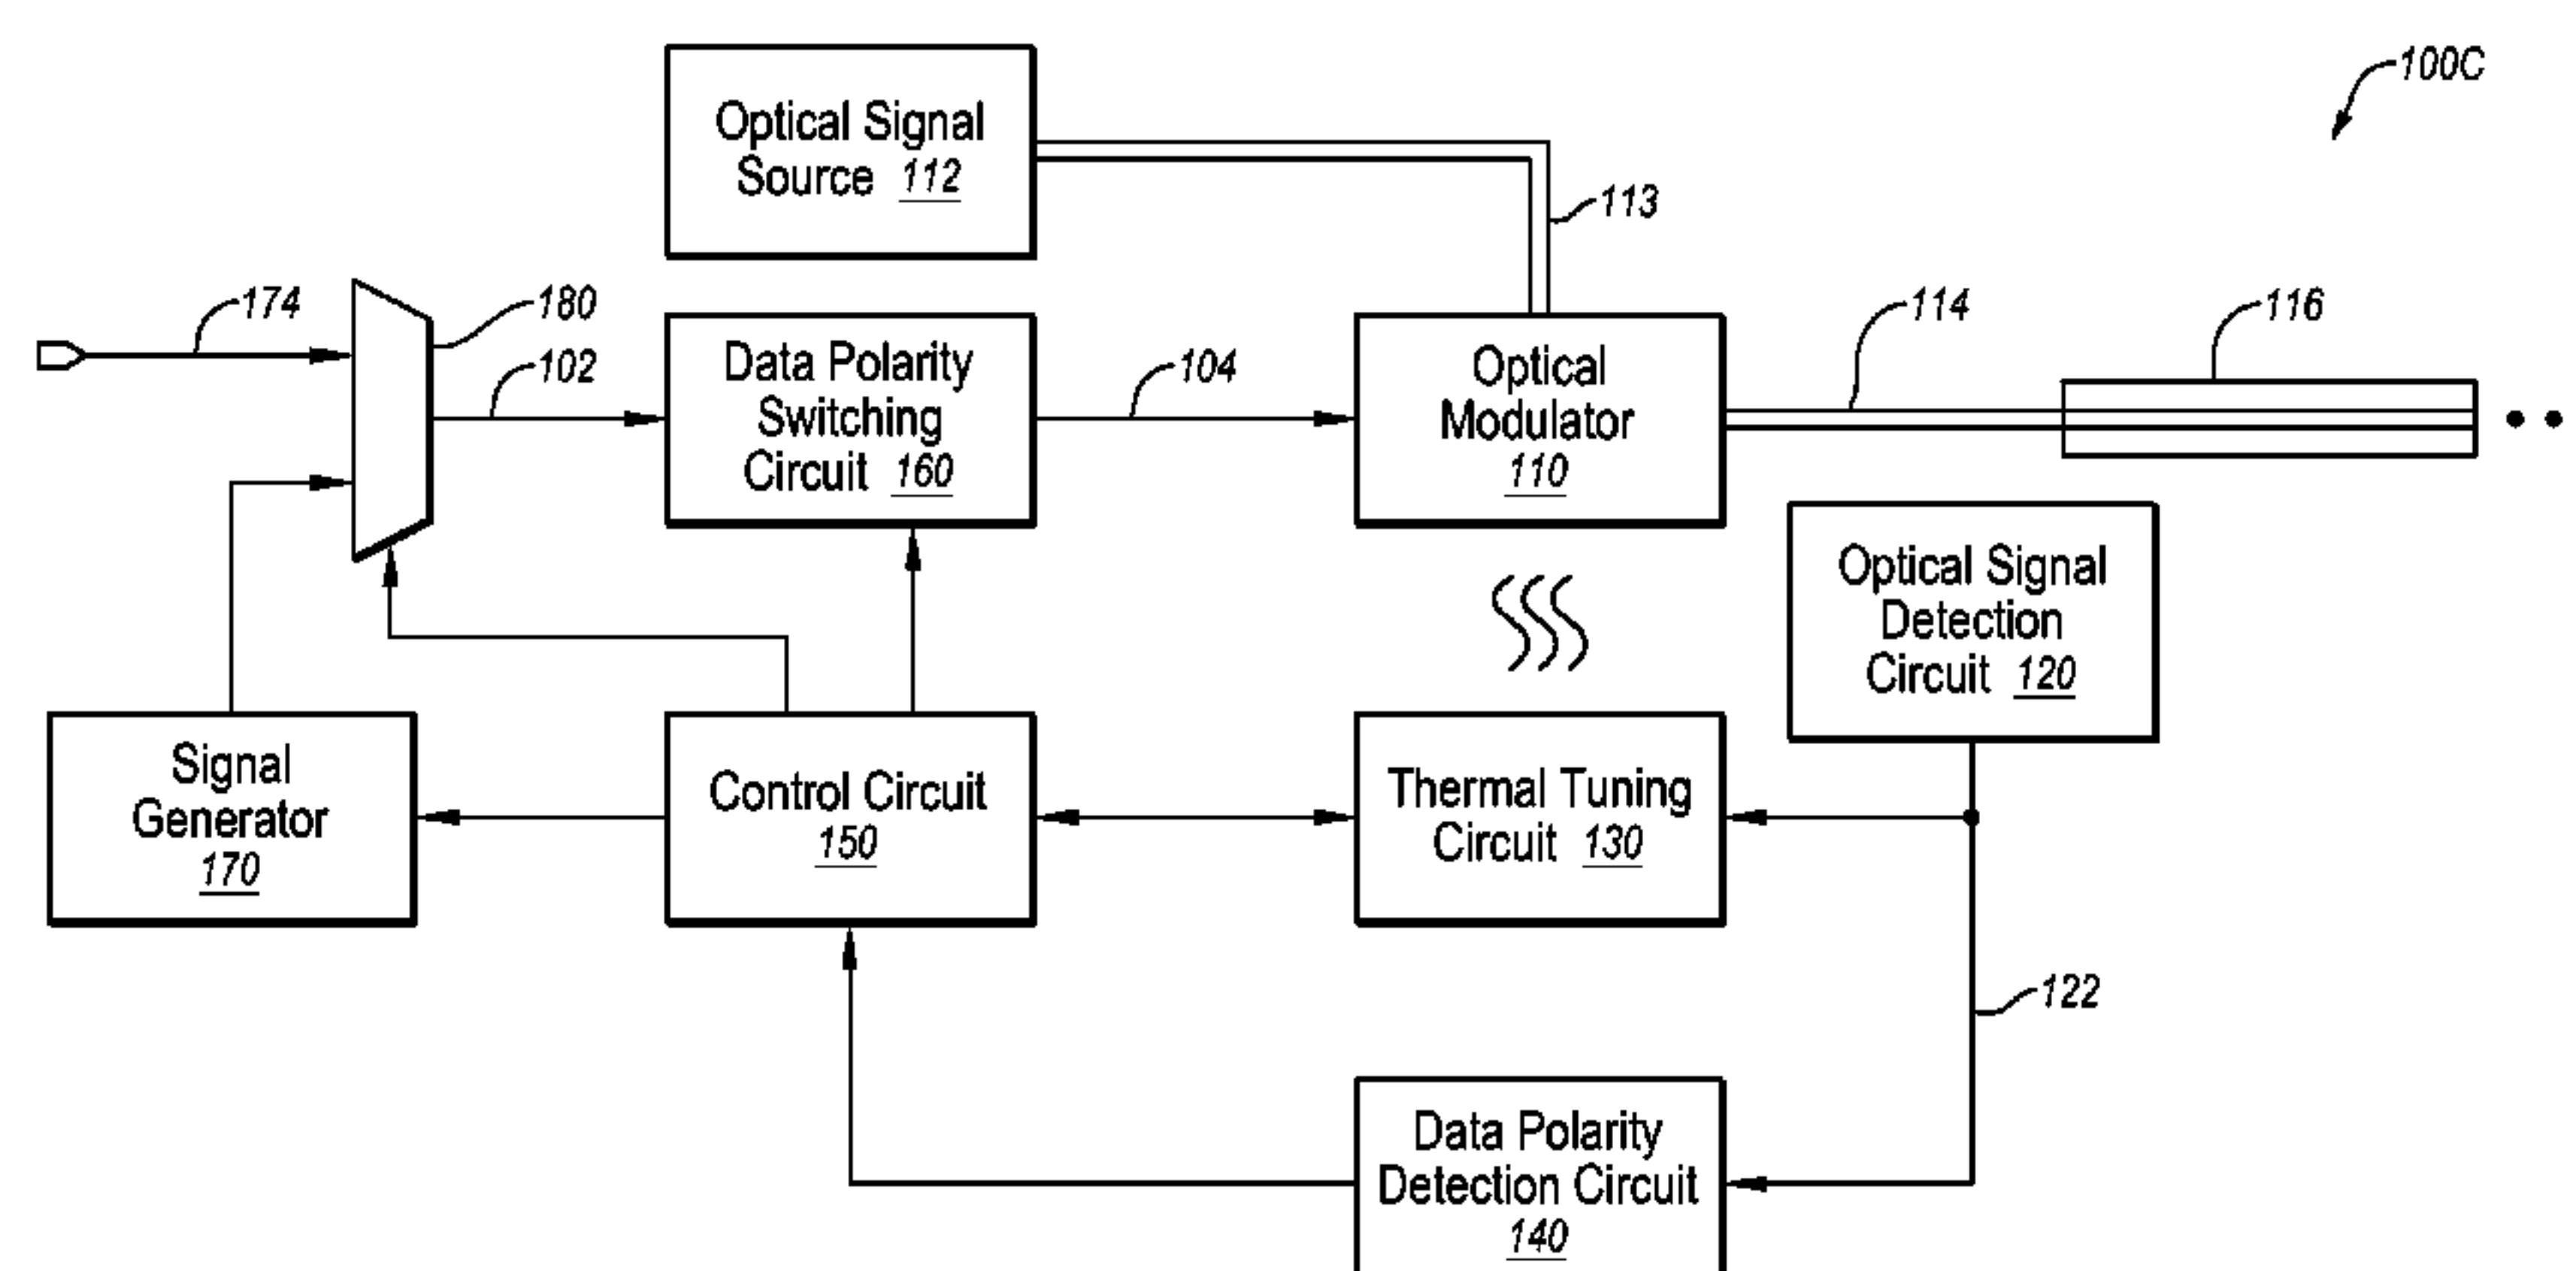 100C
Optical Signal
Source 112
113
174
180
102
Data Polarity
Switching
Circuit 160
104
Optical
Modulator
110
114
116
Optical Signal
Detection
Circuit 120
Signal
Generator
170
Control Circuit
150
Thermal Tuning
Circuit 130
122
Data Polarity
Detection Circuit
140